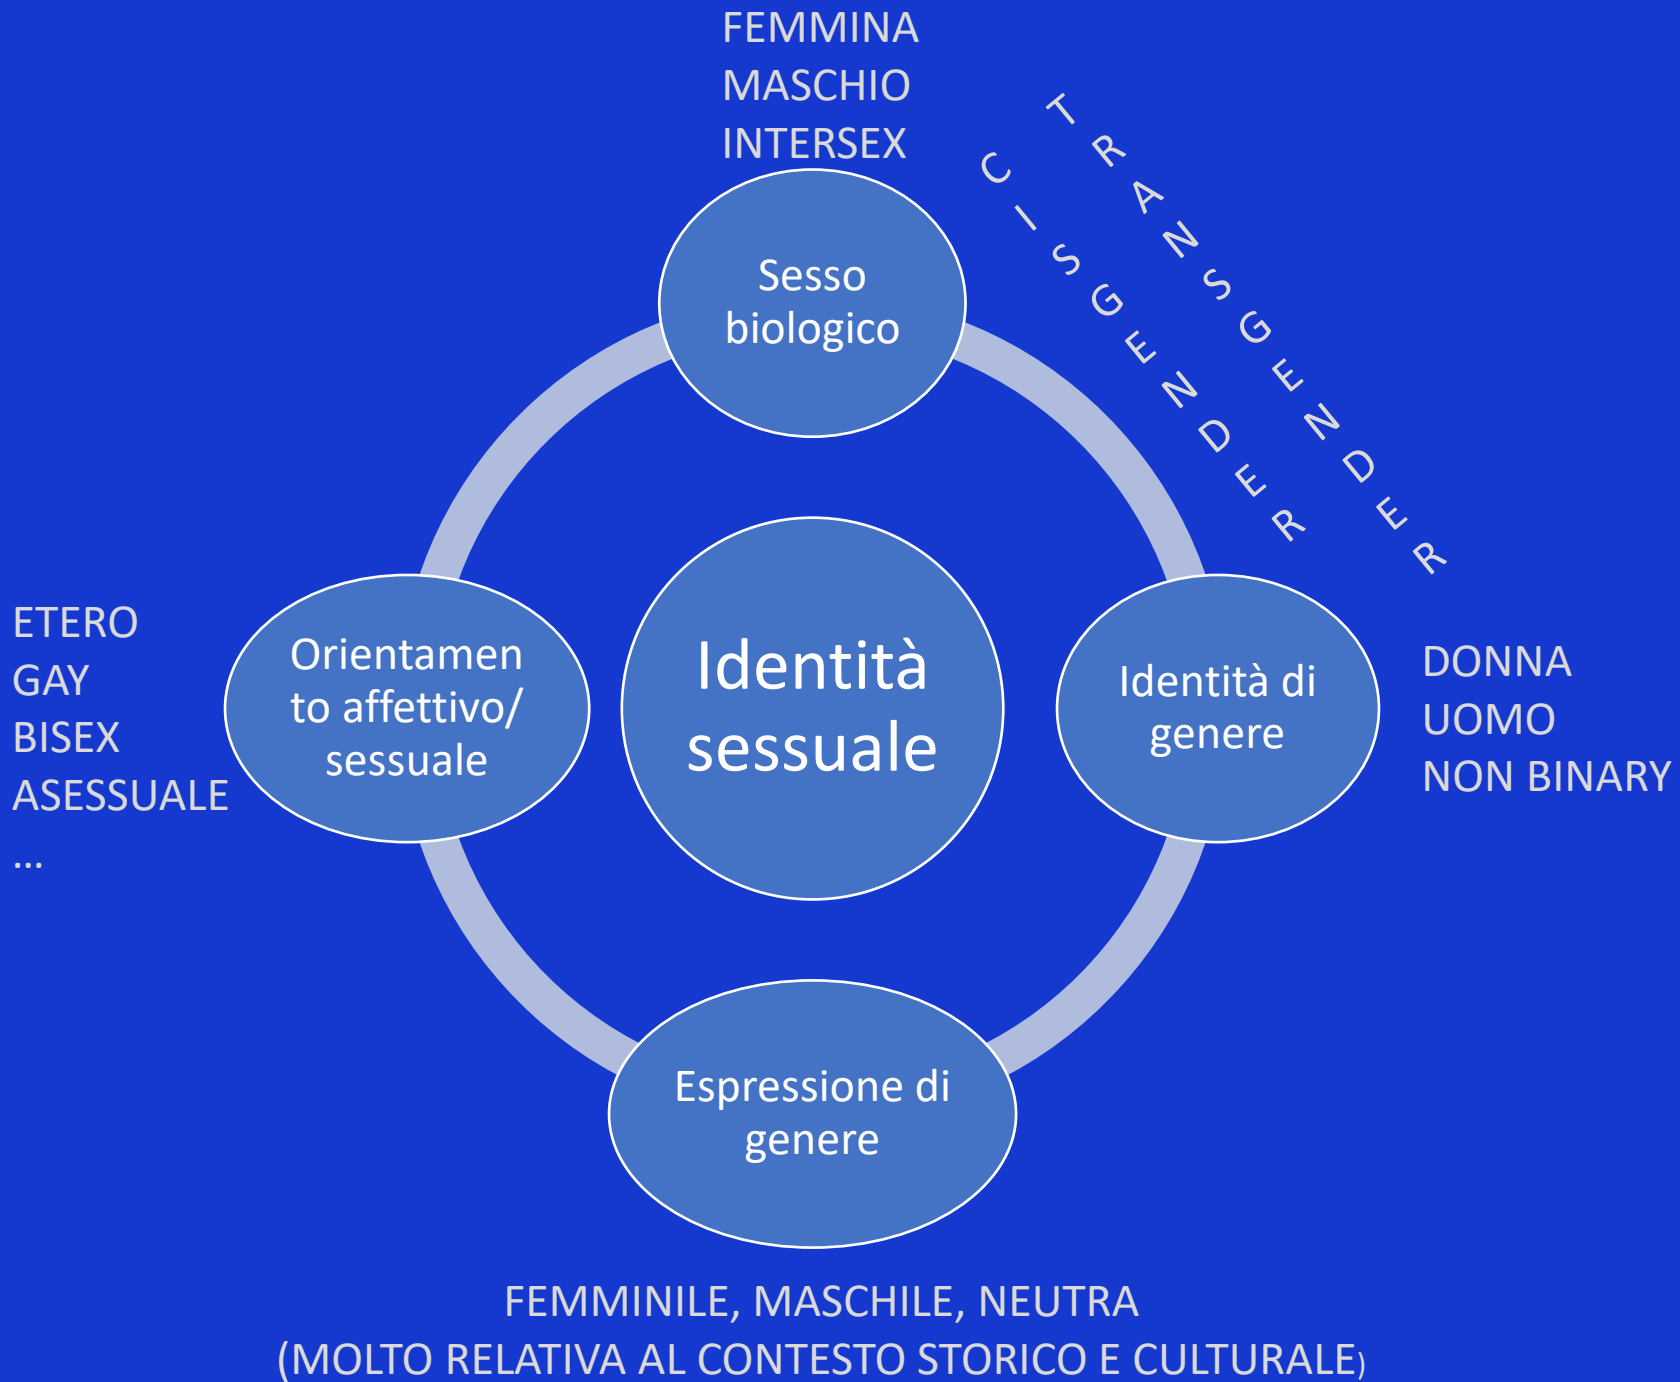 FEMMINA
MASCHIO
INTERSEX
TRANSGENDER
CISGENDER
Sesso
biologico
ETERO
GAY
BISEX
ASESSUALE
...
Orientamen
to affettivo/
sessuale
Identità
sessuale
Identità di
genere
DONNA
UOMO
NON BINARY
Espressione di
genere
FEMMINILE, MASCHILE, NEUTRA
(MOLTO RELATIVA AL CONTESTO STORICO E CULTURALE)